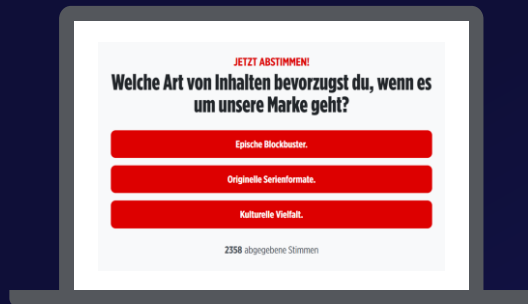 JETZT ABSTIMMEN!
Welche Art von Inhalten bevorzugst du, wenn es
um unsere Marke geht?
Epische Blockbuster.
Originelle Serienformate.
Kulturelle Vielfalt.
2358 abgegebene Stimmen